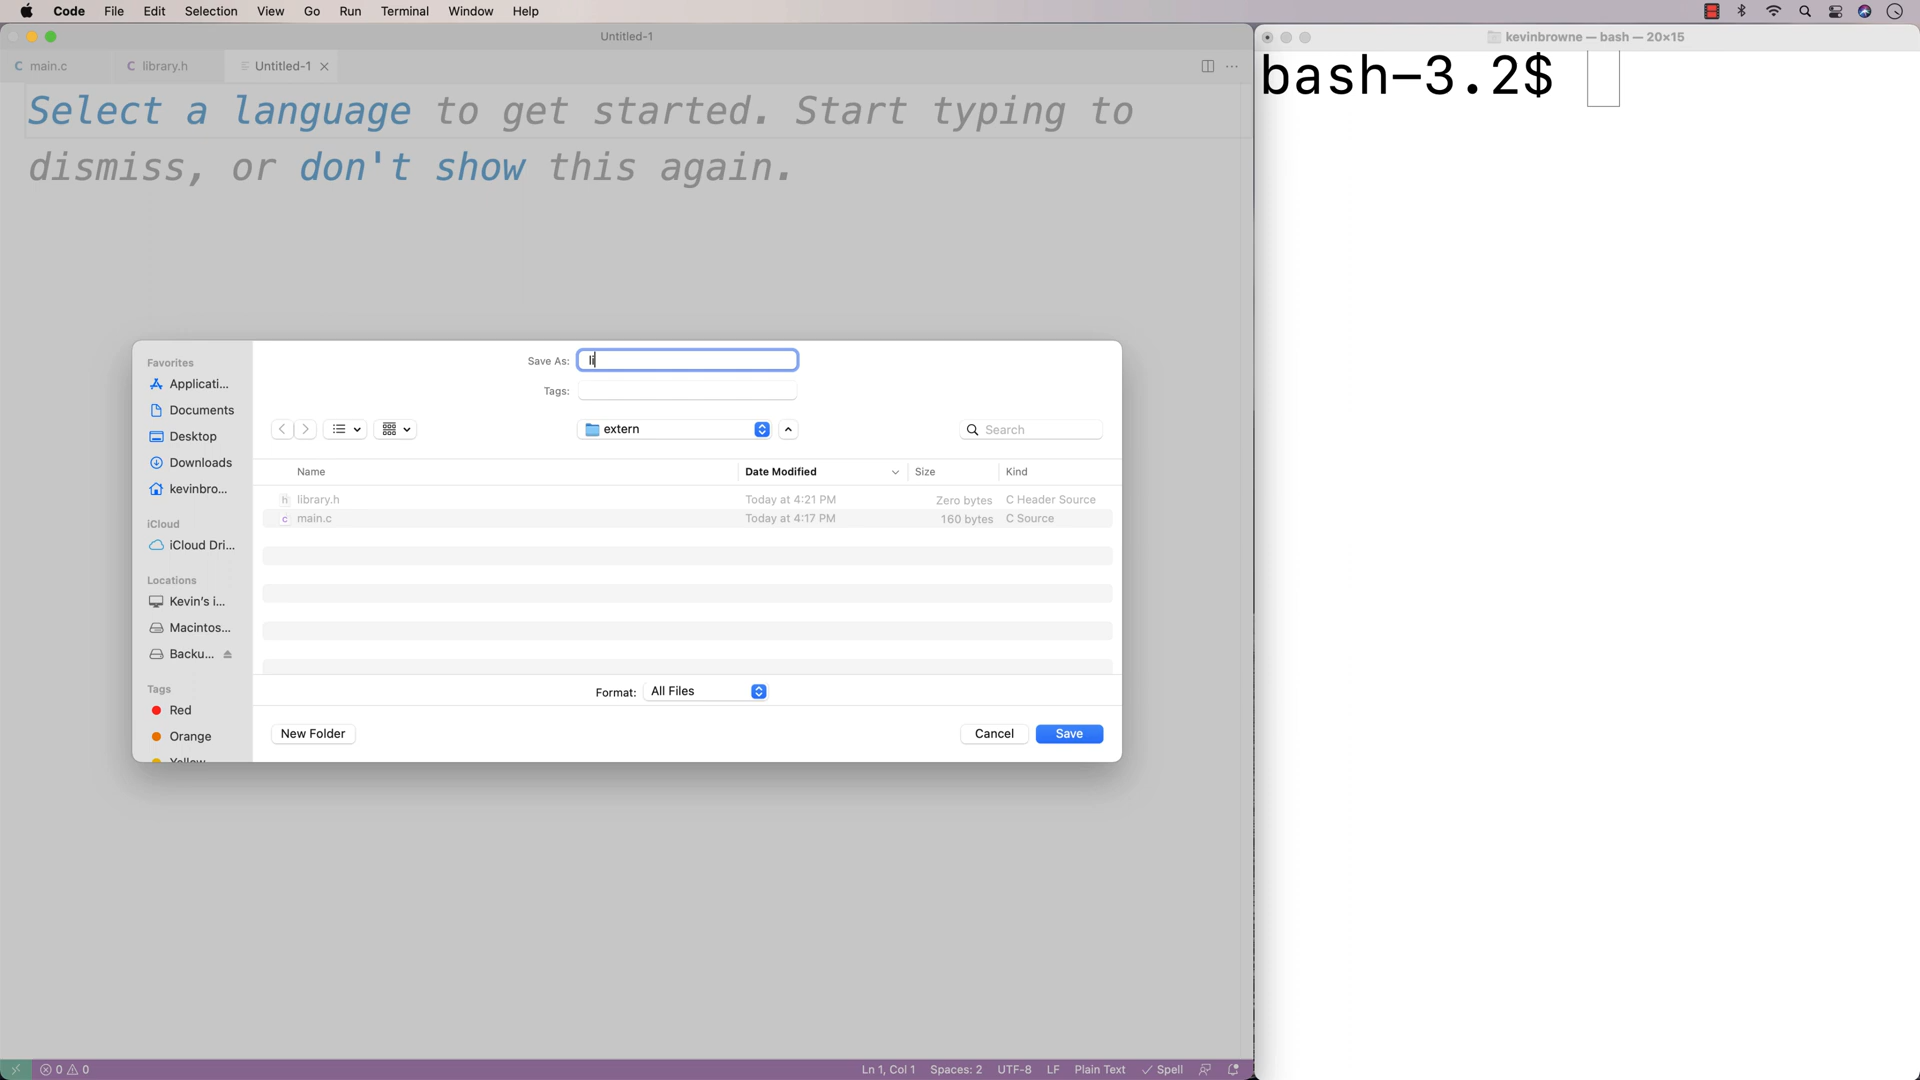 Code File Edit Selection View Go Run Terminal Window Help
Untitled-1
kevinbrowne — bash — 20×15
main.c
library.h
Untitled-1
bash-3.2$
Select a language to get started. Start typing to
dismiss, or don't show this again.
Save As: li
Tags:
Favorites
Applicati...
Documents
Desktop
Downloads
kevinbro...
iCloud
iCloud Dri...
Locations
Kevin's i...
Macintos...
Backu...
Tags
Red
Orange
Yellow
extern
Search
Name Date Modified Size Kind
library.h Today at 4:21 PM Zero bytes C Header Source
main.c Today at 4:17 PM 160 bytes C Source
Format: All Files
New Folder Cancel Save
0 0 Ln 1, Col 1 Spaces: 2 UTF-8 LF Plain Text Spell